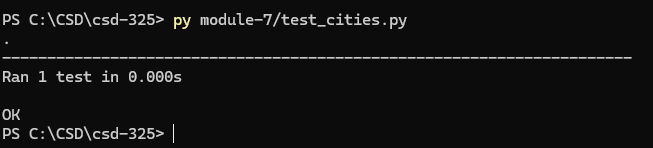 PS C:\CSD\csd-325> py module-7/test_cities.py
.
----------------------------------------------------------------------
Ran 1 test in 0.000s
OK
PS C:\CSD\csd-325>